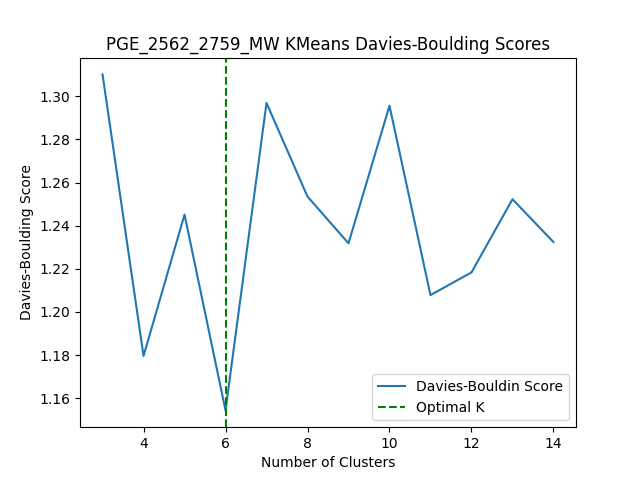 PGE_2562_2759_MW KMeans Davies-Boulding Scores
1.30
1.28
1.26
1.24
1.22
1.20
1.18
1.16
Davies-Boulding Score
Davies-Bouldin Score
Optimal K
4 6 8 10 12 14
Number of Clusters